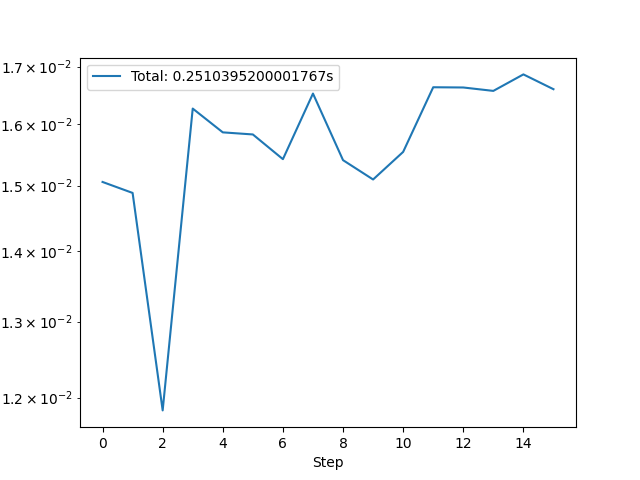 Total: 0.2510395200001767s
1.7 × 10⁻²
1.6 × 10⁻²
1.5 × 10⁻²
1.4 × 10⁻²
1.3 × 10⁻²
1.2 × 10⁻²
0 2 4 6 8 10 12 14
Step